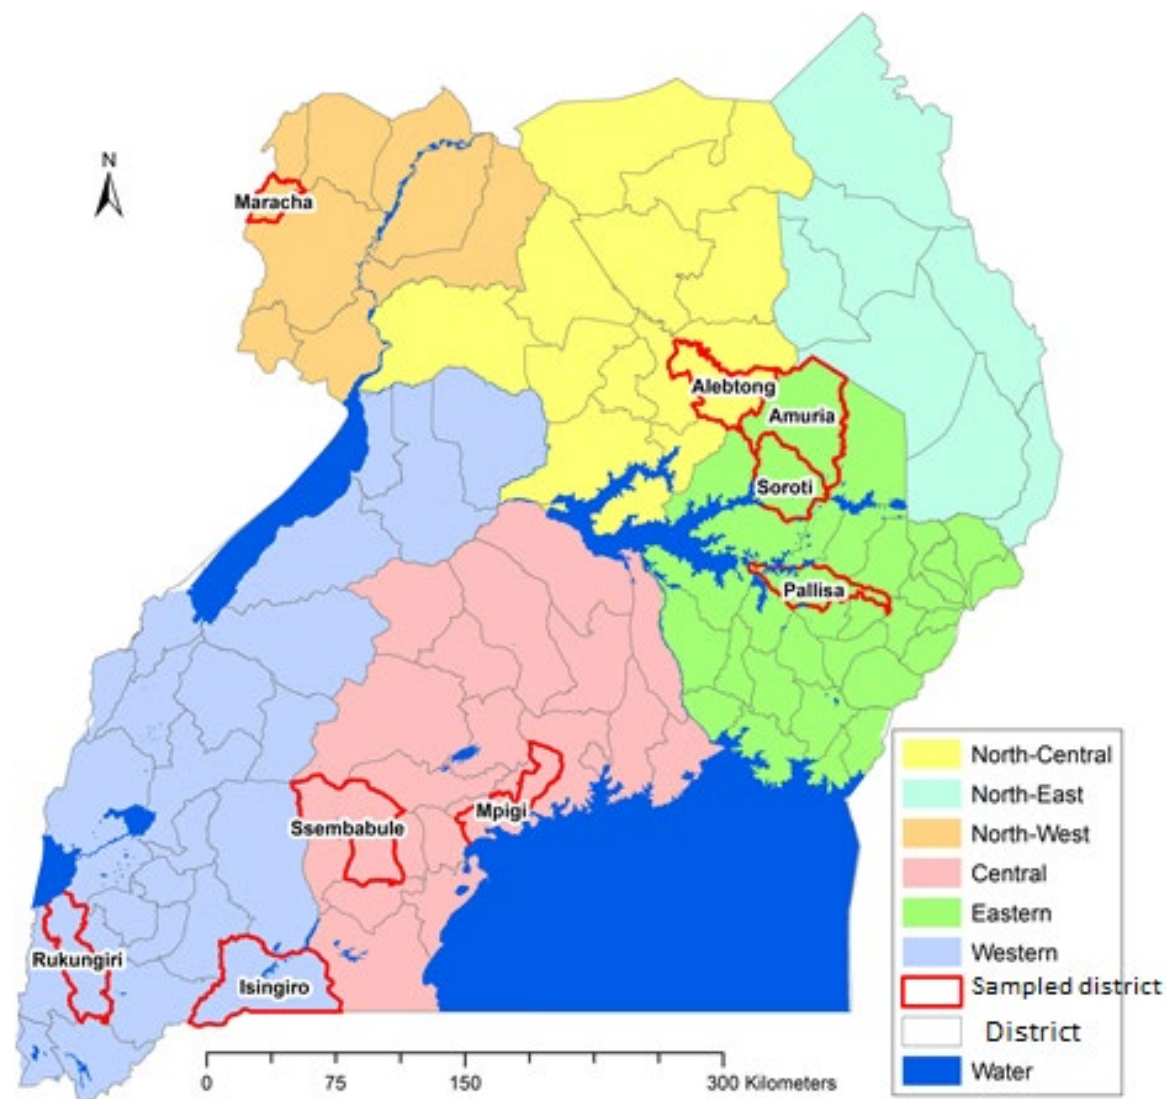 N
Maracha
Alebtong
Amuria
Soroti
Pallisa
Mpigi
Ssembabule
Rukungiri
Isingiro
North-Central
North-East
North-West
Central
Eastern
Western
Sampled district
District
Water
0 75 150 300 Kilometers